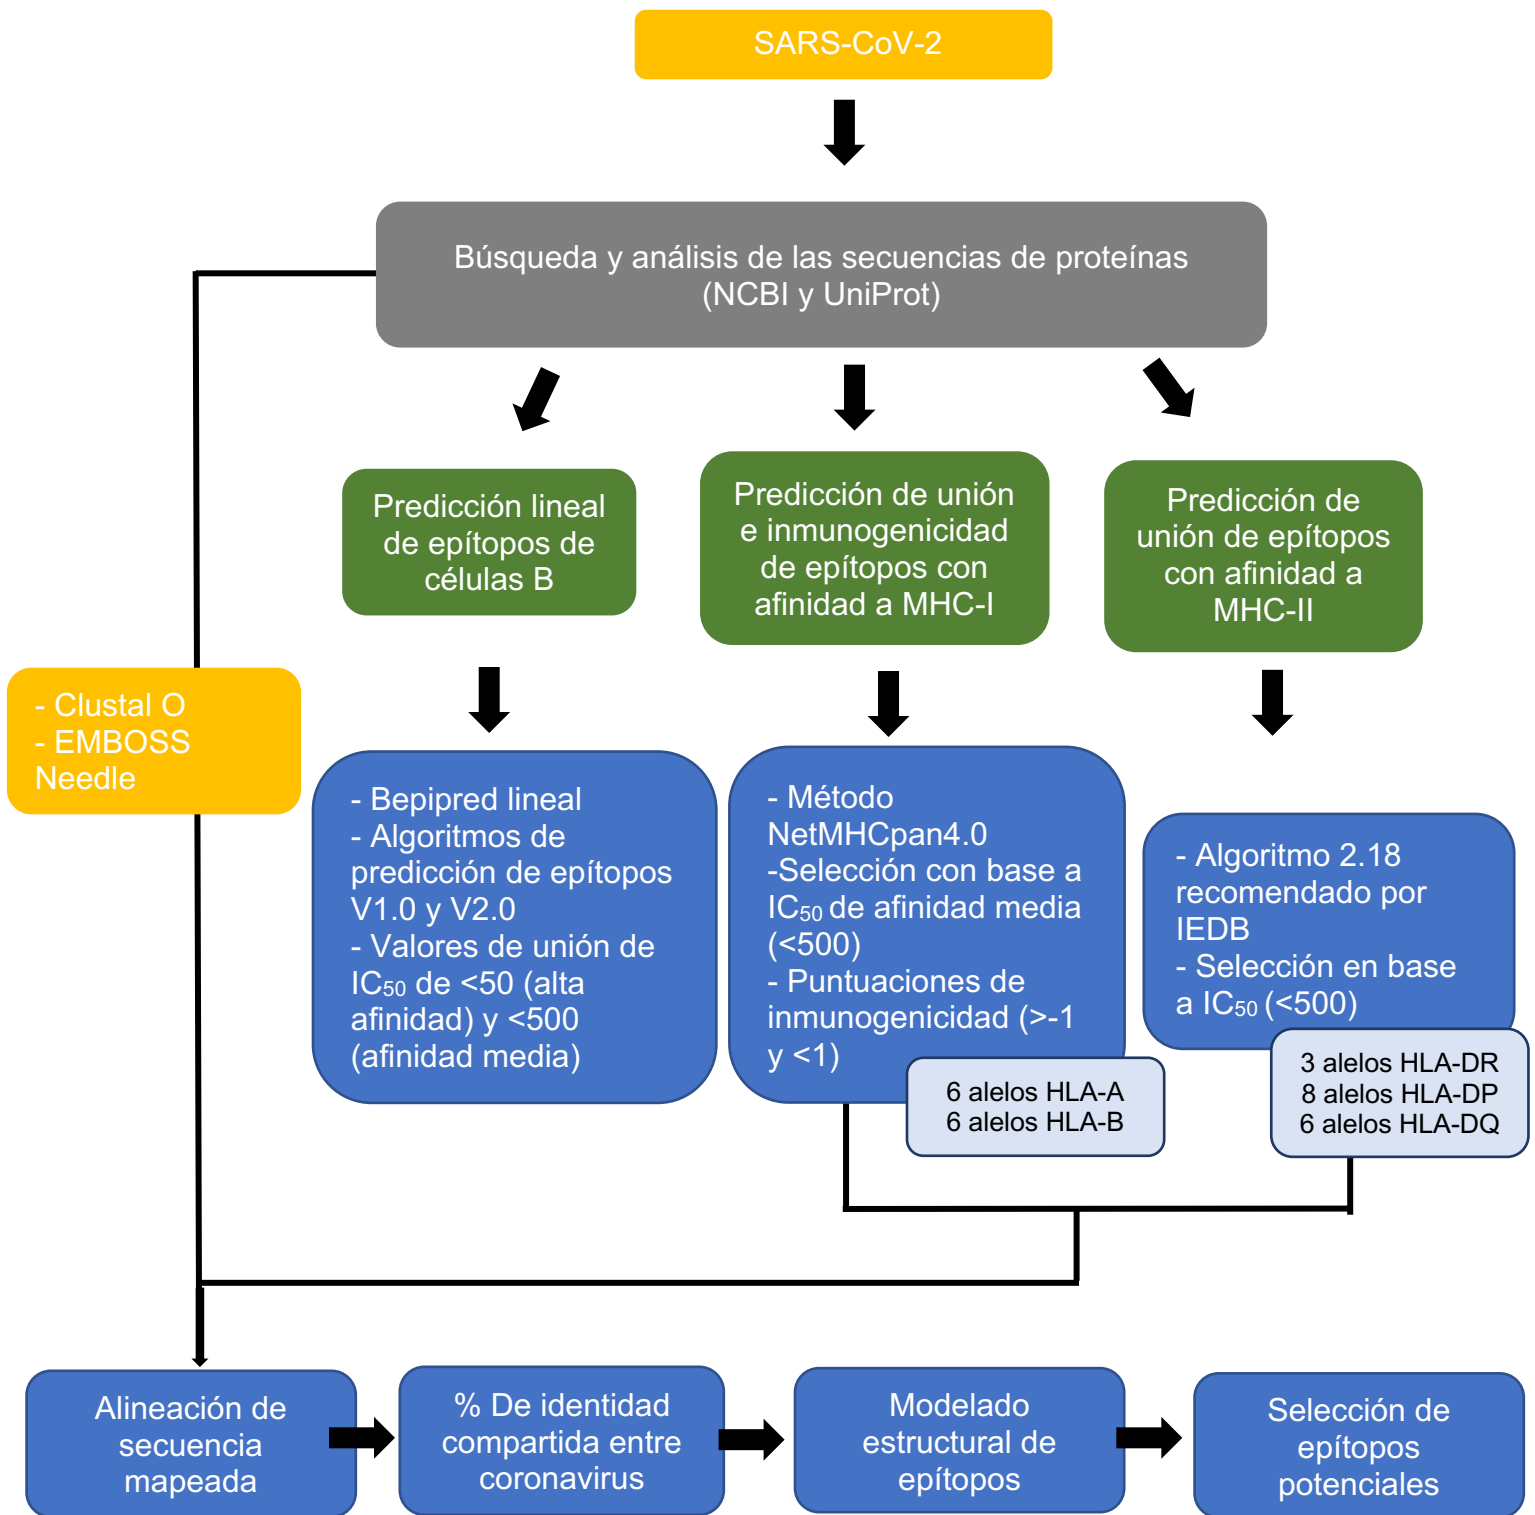 SARS-CoV-2
Búsqueda y análisis de las secuencias de proteínas
(NCBI y UniProt)
Predicción lineal
de epítopos de
células B
Predicción de unión
e inmunogenicidad
de epítopos con
afinidad a MHC-I
Predicción de
unión de epítopos
con afinidad a
MHC-II
- Clustal O
- EMBOSS
Needle
- Bepipred lineal
- Algoritmos de
predicción de epítopos
V1.0 y V2.0
- Valores de unión de
IC50 de <50 (alta
afinidad) y <500
(afinidad media)
- Método
NetMHCpan4.0
-Selección con base a
IC50 de afinidad media
(<500)
- Puntuaciones de
inmunogenicidad (>-1
y <1)
6 alelos HLA-A
6 alelos HLA-B
- Algoritmo 2.18
recomendado por
IEDB
- Selección en base
a IC50 (<500)
3 alelos HLA-DR
8 alelos HLA-DP
6 alelos HLA-DQ
Alineación de
secuencia
mapeada
% De identidad
compartida entre
coronavirus
Modelado
estructural de
epítopos
Selección de
epítopos
potenciales